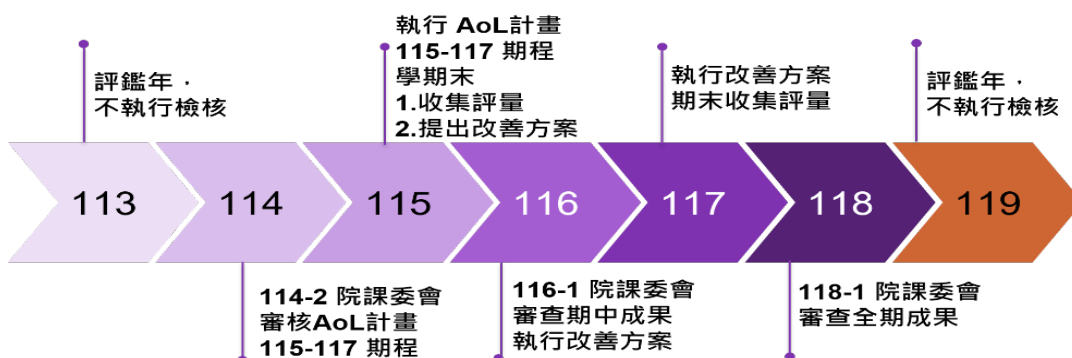 評鑑年，
不執行檢核
執行 AoL計畫
115-117 期程
學期末
1.收集評量
2.提出改善方案
執行改善方案
期末收集評量
評鑑年，
不執行檢核
113
114
115
116
117
118
119
114-2 院課委會
審核AoL計畫
115-117 期程
116-1 院課委會
審查期中成果
執行改善方案
118-1 院課委會
審查全期成果